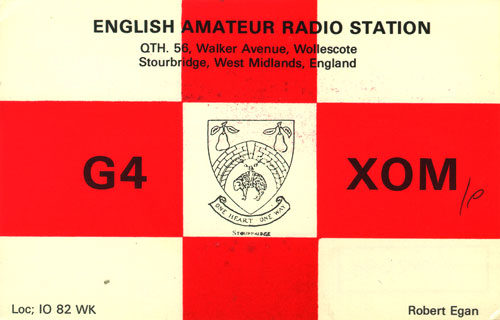 ENGLISH AMATEUR RADIO STATION
QTH. 56, Walker Avenue, Wollescote
Stourbridge, West Midlands, England
G4 XOM /P
ONE HEART ONE WAY
STOURBRIDGE
Loc; IO 82 WK
Robert Egan